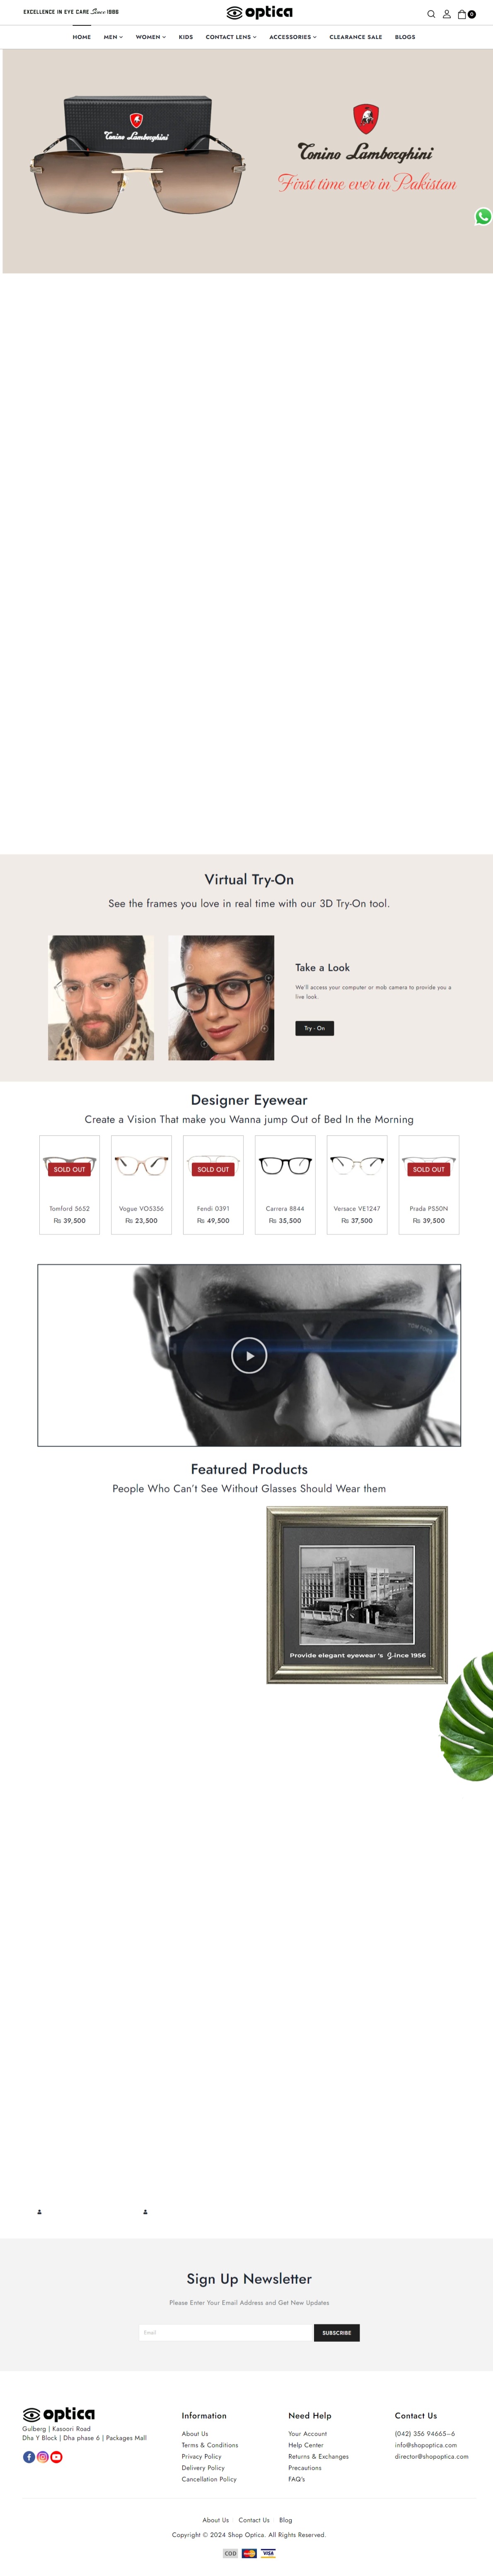 EXCELLENCE IN EYE CARE Since 1886
optica
0
HOME MEN WOMEN KIDS CONTACT LENS ACCESSORIES CLEARANCE SALE BLOGS
Tonino Lamborghini
Tonino Lamborghini
First time ever in Pakistan
Virtual Try-On
See the frames you love in real time with our 3D Try-On tool.
Take a Look
We'll access your computer or mob camera to provide you a
live look.
Try - On
Designer Eyewear
Create a Vision That make you Wanna jump Out of Bed In the Morning
SOLD OUT SOLD OUT SOLD OUT
Tomford 5652 Vogue VO5356 Fendi 0391 Carrera 8844 Versace VE1247 Prada PS50N
₨ 39,500 ₨ 23,500 ₨ 49,500 ₨ 35,500 ₨ 37,500 ₨ 39,500
TOM FORD
Featured Products
People Who Can't See Without Glasses Should Wear them
Provide elegant eyewear 's Since 1956
Sign Up Newsletter
Please Enter Your Email Address and Get New Updates
Email
SUBSCRIBE
optica
Gulberg | Kasoori Road
Dha Y Block | Dha phase 6 | Packages Mall
Information
About Us
Terms & Conditions
Privacy Policy
Delivery Policy
Cancellation Policy
Need Help
Your Account
Help Center
Returns & Exchanges
Precautions
FAQ's
Contact Us
(042) 356 94665–6
info@shopoptica.com
director@shopoptica.com
About Us Contact Us Blog
Copyright © 2024 Shop Optica. All Rights Reserved.
COD MasterCard VISA